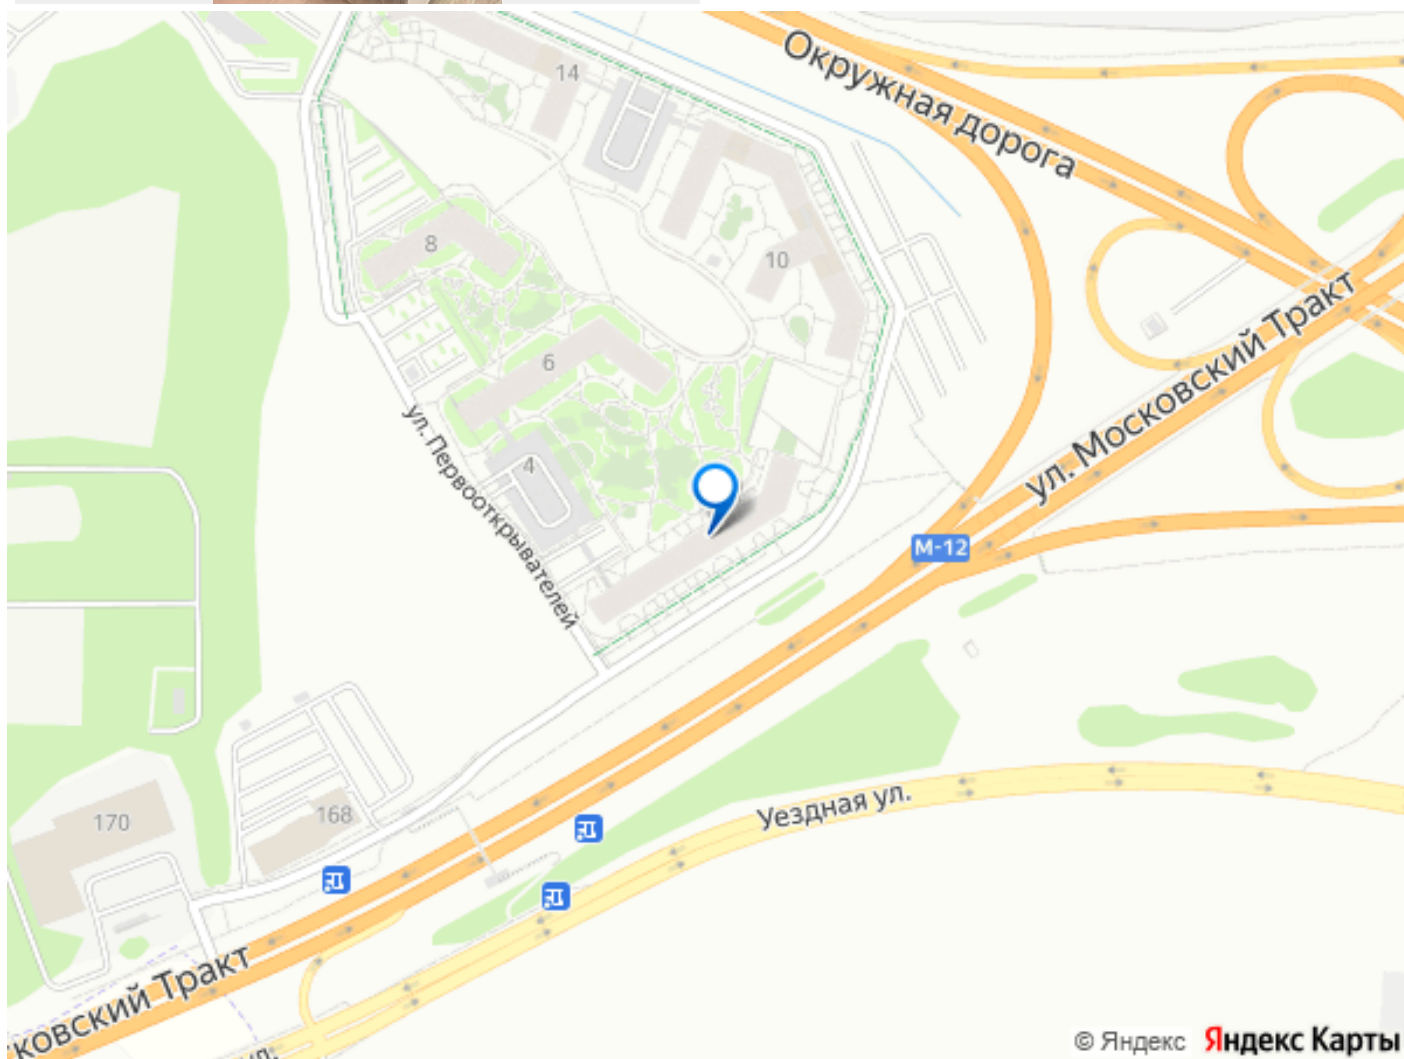 14
Окружная дорога
8
10
ул. Московский Тракт
6
ул. Первооткрывателей
4
М-12
Уездная ул.
170
168
ковский Тракт
ул.
© Яндекс Яндекс Карты